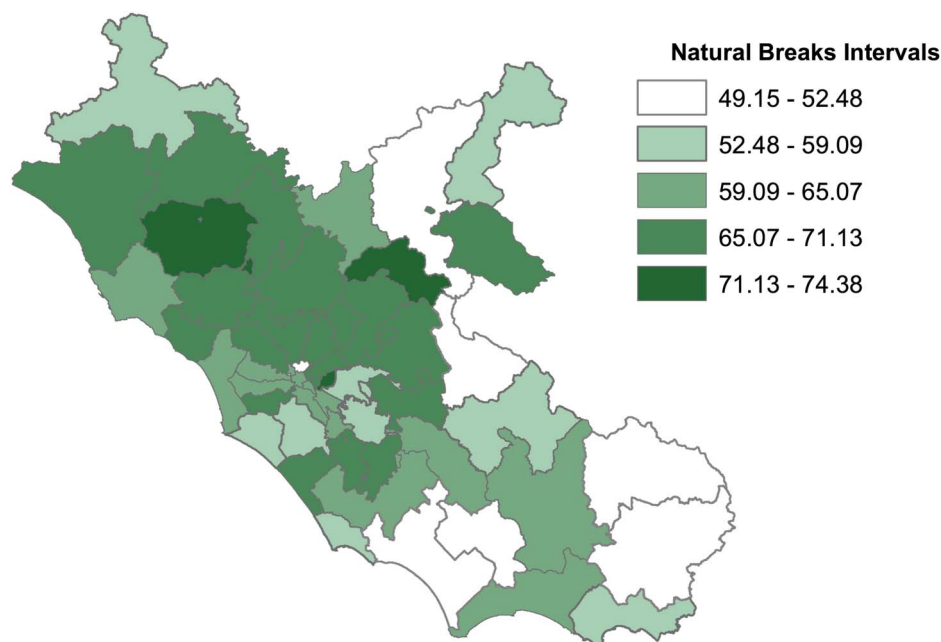 Natural Breaks Intervals
49.15 - 52.48
52.48 - 59.09
59.09 - 65.07
65.07 - 71.13
71.13 - 74.38